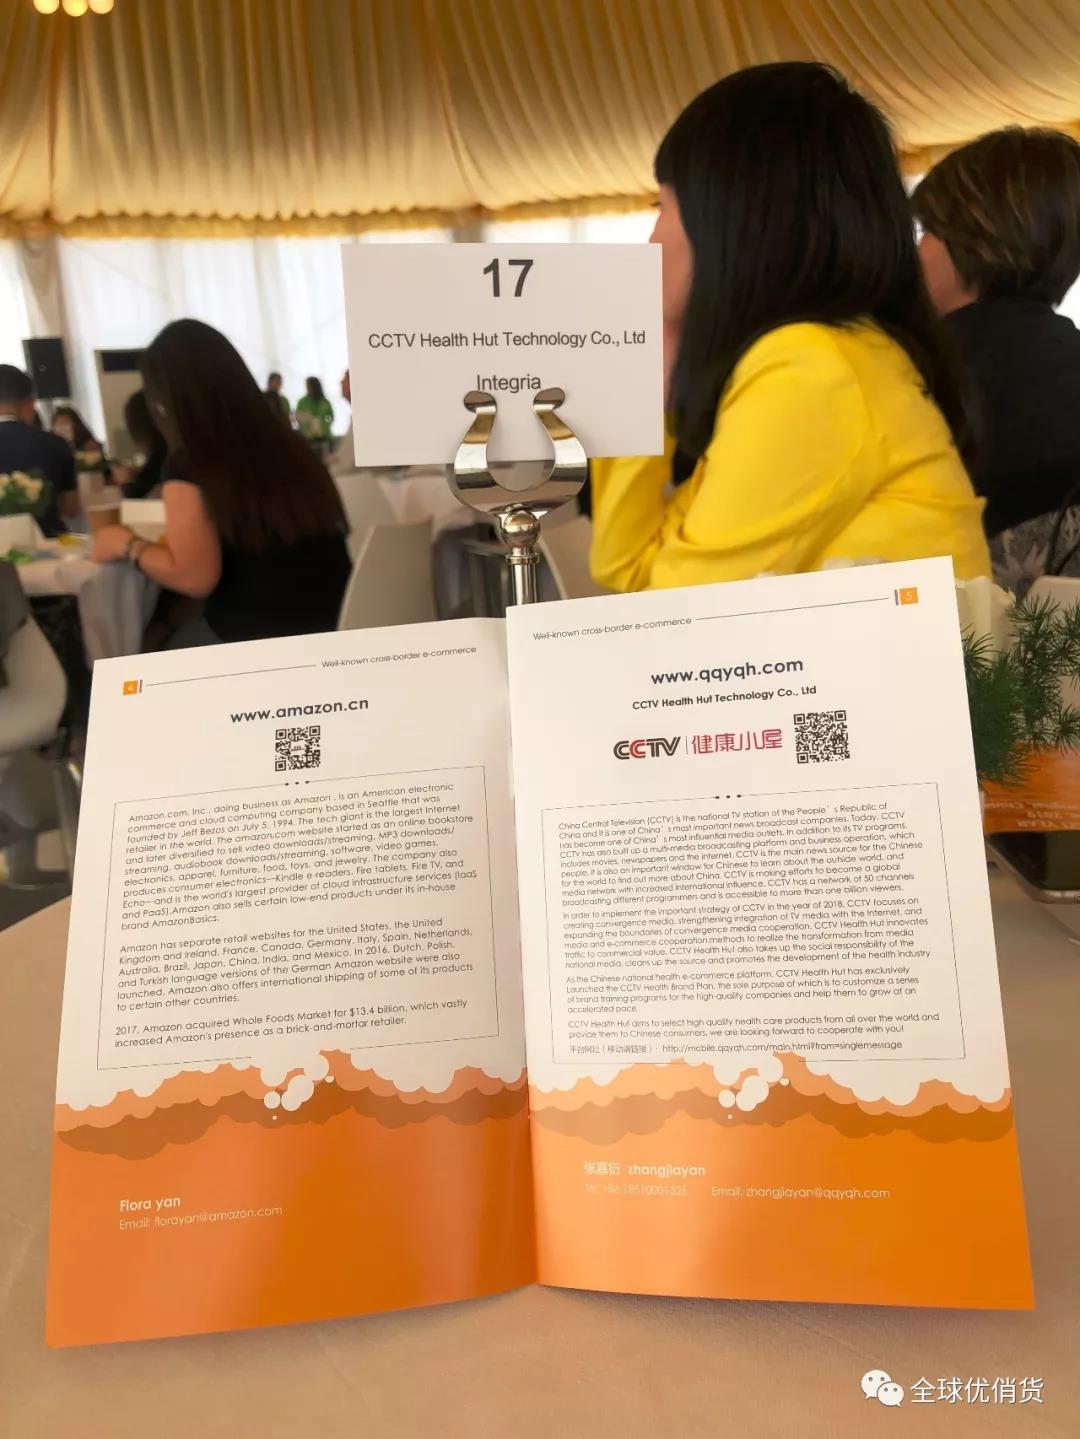 17
CCTV Health Hut Technology Co., Ltd
Integria
4
Well-known cross-border e-commerce
www.amazon.cn
Amazon.com, Inc., doing business as Amazon , is an American electronic
commerce and cloud computing company based in Seattle that was
founded by Jeff Bezos on July 5, 1994. The tech giant is the largest Internet
retailer in the world. The amazon.com website started as an online bookstore
and later diversified to sell video downloads/streaming, MP3 downloads/
streaming, audiobook downloads/streaming, software, video games,
electronics, apparel, furniture, food, toys, and jewelry. The company also
produces consumer electronics—Kindle e-readers, Fire tablets, Fire TV, and
Echo—and is the world's largest provider of cloud infrastructure services (IaaS
and PaaS).Amazon also sells certain low-end products under its in-house
brand AmazonBasics.
Amazon has separate retail websites for the United States, the United
Kingdom and Ireland, France, Canada, Germany, Italy, Spain, Netherlands,
Australia, Brazil, Japan, China, India, and Mexico. In 2016, Dutch, Polish,
and Turkish language versions of the German Amazon website were also
launched. Amazon also offers international shipping of some of its products
to certain other countries.
2017, Amazon acquired Whole Foods Market for $13.4 billion, which vastly
increased Amazon's presence as a brick-and-mortar retailer.
Flora yan
Email: florayan@amazon.com
Well-known cross-border e-commerce
5
www.qqyqh.com
CCTV Health Hut Technology Co., Ltd
CCTV 健康小屋
China Central Television (CCTV) is the national TV station of the People's Republic of
China and it is one of China's most important news broadcast companies. Today, CCTV
has become one of China's most influential media outlets. In addition to its TV programs,
CCTV has also built up a multi-media broadcasting platform and business operation, which
includes movies, newspapers and the internet. CCTV is the main news source for the Chinese
people, it is also an important window for Chinese to learn about the outside world, and
for the world to find out more about China. CCTV is making efforts to become a global
media network with increased international influence. CCTV has a network of 50 channels
broadcasting different programmers and is accessible to more than one billion viewers.
In order to implement the important strategy of CCTV in the year of 2018, CCTV focuses on
creating convergence media, strengthening integration of TV media with the Internet, and
expanding the boundaries of convergence media cooperation. CCTV Health Hut innovates
media and e-commerce cooperation methods to realize the transformation from media
traffic to commercial value. CCTV Health Hut also takes up the social responsibility of the
national media, cleans up the source and promotes the development of the health industry.
As the Chinese national health e-commerce platform, CCTV Health Hut has exclusively
Launched the CCTV Health Brand Plan, the sole purpose of which is to customize a series
of brand training programs for the high-quality companies and help them to grow at an
accelerated pace.
CCTV Health Hut aims to select high quality health care products from all over the world and
provide them to Chinese consumers, we are looking forward to cooperate with you!
平台网址（移动端链接）: http://mobile.qqyqh.com/main.html?from=singlemessage
张嘉衍 zhangjiayan
Tel: +86 18510001326 Email: zhangjiayan@qqyqh.com
全球优俏货